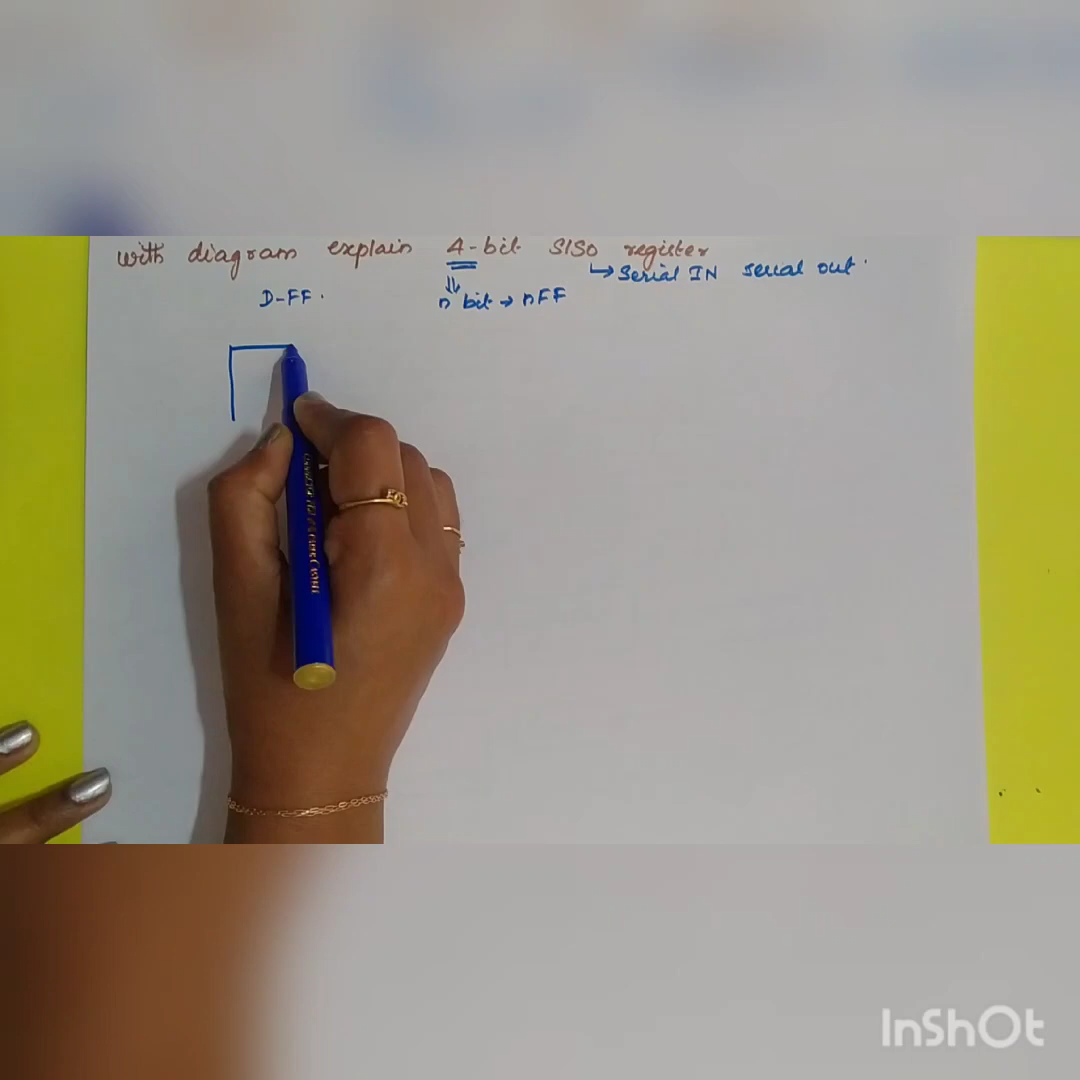 with diagram explain 4-bit SISO register
↳ Serial IN serial out.
D-FF. n bit → nFF
InShOt